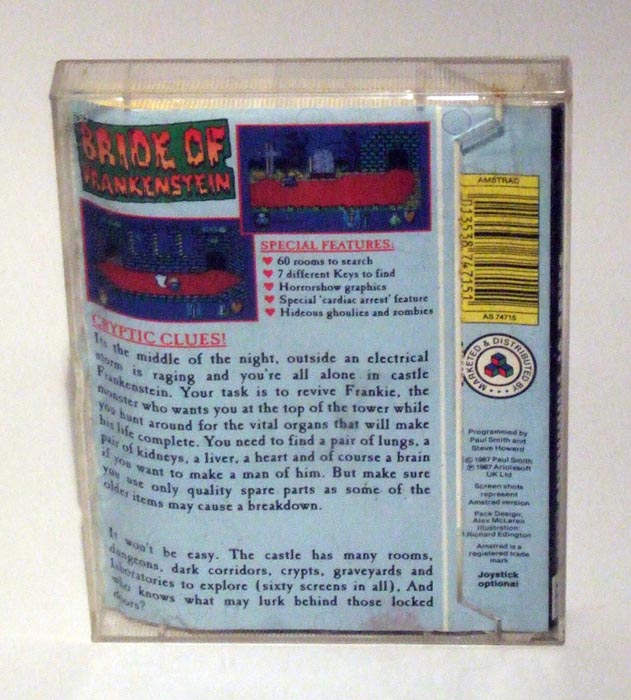 BRIDE OF
FRANKENSTEIN
SPECIAL FEATURES:
♥ 60 rooms to search
♥ 7 different Keys to find
♥ Horrorshow graphics
♥ Special 'cardiac arrest' feature
♥ Hideous ghoulies and zombies
CRYPTIC CLUES!
Its the middle of the night, outside an electrical
storm is raging and you're all alone in castle
Frankenstein. Your task is to revive Frankie, the
monster who wants you at the top of the tower while
you hunt around for the vital organs that will make
his life complete. You need to find a pair of lungs, a
pair of kidneys, a liver, a heart and of course a brain
if you want to make a man of him. But make sure
you use only quality spare parts as some of the
older items may cause a breakdown.
It won't be easy. The castle has many rooms,
dungeons, dark corridors, crypts, graveyards and
laboratories to explore (sixty screens in all), And
who knows what may lurk behind those locked
doors?
AMSTRAD
AS 74715
MARKETED & DISTRIBUTED BY
Programmed by
Paul Smith and
Steve Howard
© 1987 Paul Smith
℗ 1987 Ariolasoft
UK Ltd
Screen shots
represent
Amstrad version
Pack Design:
Alex McLaren
Illustration:
Richard Edington
Amstrad is a
registered trade
mark
Joystick
optional